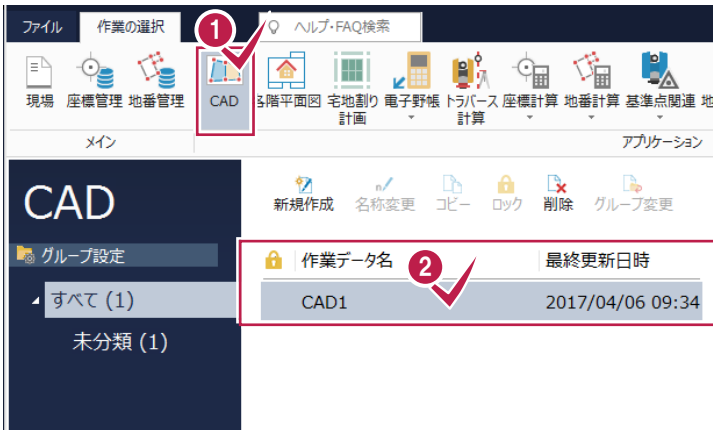 ファイル 作業の選択 ヘルプ・FAQ検索
1
現場 座標管理 地番管理 CAD 各階平面図 宅地割り 電子野帳 トラバース 座標計算 地番計算 基準点関連 地
計画 計算
メイン アプリケーション
CAD
新規作成 名称変更 コピー ロック 削除 グループ変更
グループ設定
作業データ名 最終更新日時
2
すべて (1)
CAD1 2017/04/06 09:34
未分類 (1)